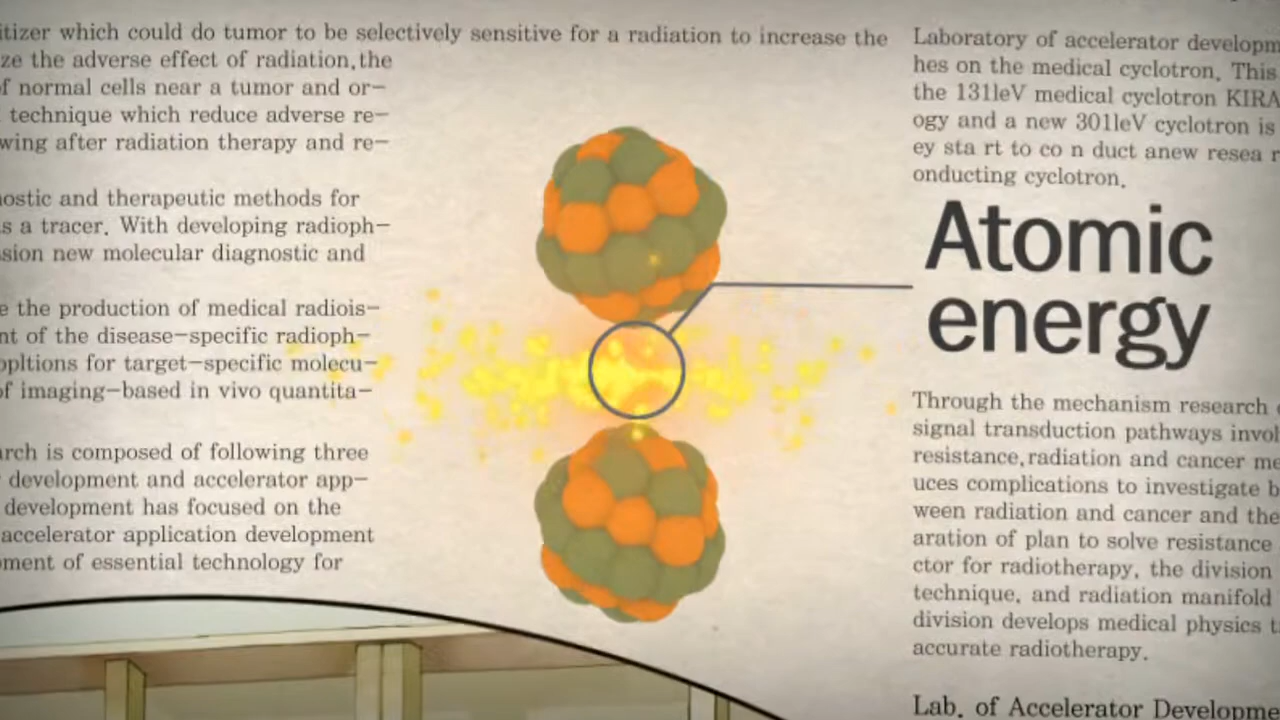 itizer which could do tumor to be selectively sensitive for a radiation to increase the
ze the adverse effect of radiation, the
f normal cells near a tumor and or-
technique which reduce adverse re-
wing after radiation therapy and re-
nostic and therapeutic methods for
s a tracer. With developing radioph-
sion new molecular diagnostic and
e the production of medical radiois-
nt of the disease-specific radioph-
opltions for target-specific molecu-
of imaging-based in vivo quantita-
arch is composed of following three
development and accelerator app-
development has focused on the
accelerator application development
ment of essential technology for
Laboratory of accelerator developm
hes on the medical cyclotron. This
the 131leV medical cyclotron KIRA
ogy and a new 301leV cyclotron is
ey sta rt to co n duct anew resea r
onducting cyclotron.
Atomic
energy
Through the mechanism research
signal transduction pathways invol
resistance, radiation and cancer me
uces complications to investigate b
ween radiation and cancer and the
aration of plan to solve resistance
ctor for radiotherapy, the division
technique, and radiation manifold
division develops medical physics t
accurate radiotherapy.
Lab. of Accelerator Developme